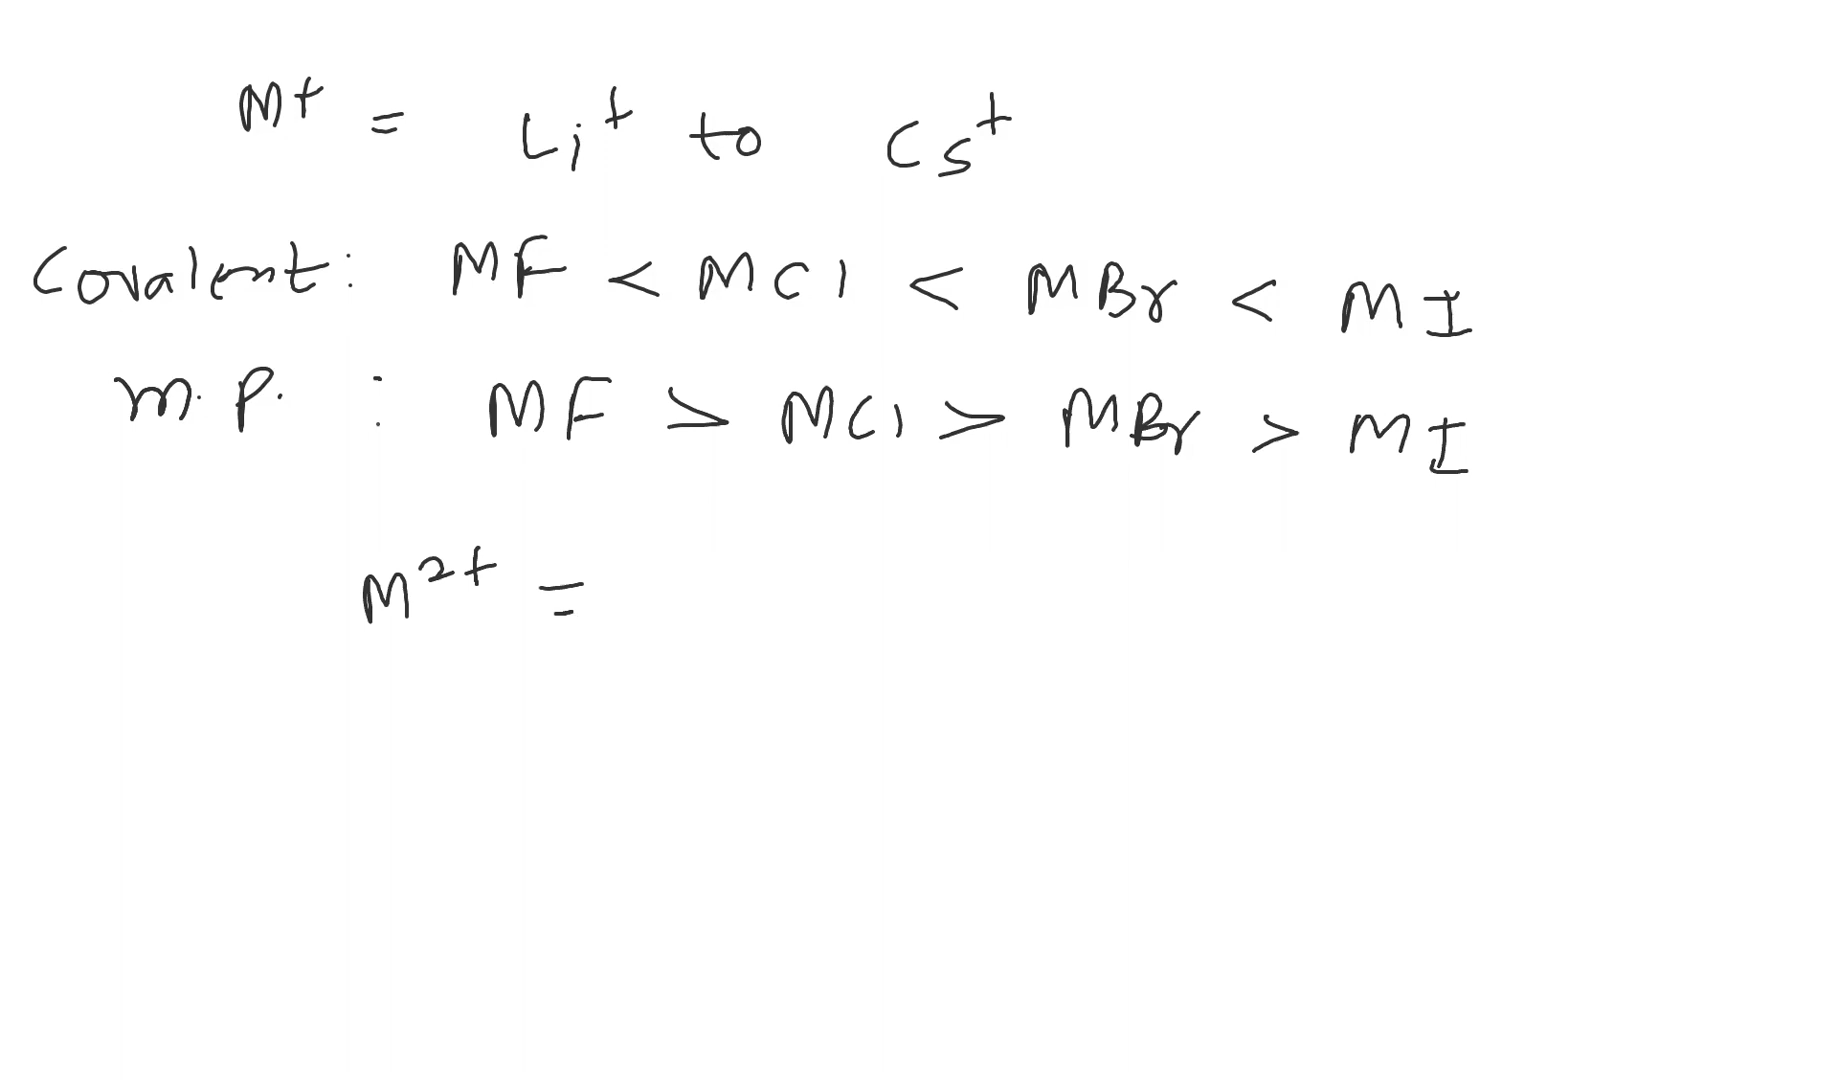 M+ = Li+ to Cs+
Covalent: MF < MCl < MBr < MI
m.p. : MF > MCl > MBr > MI
M2+ =